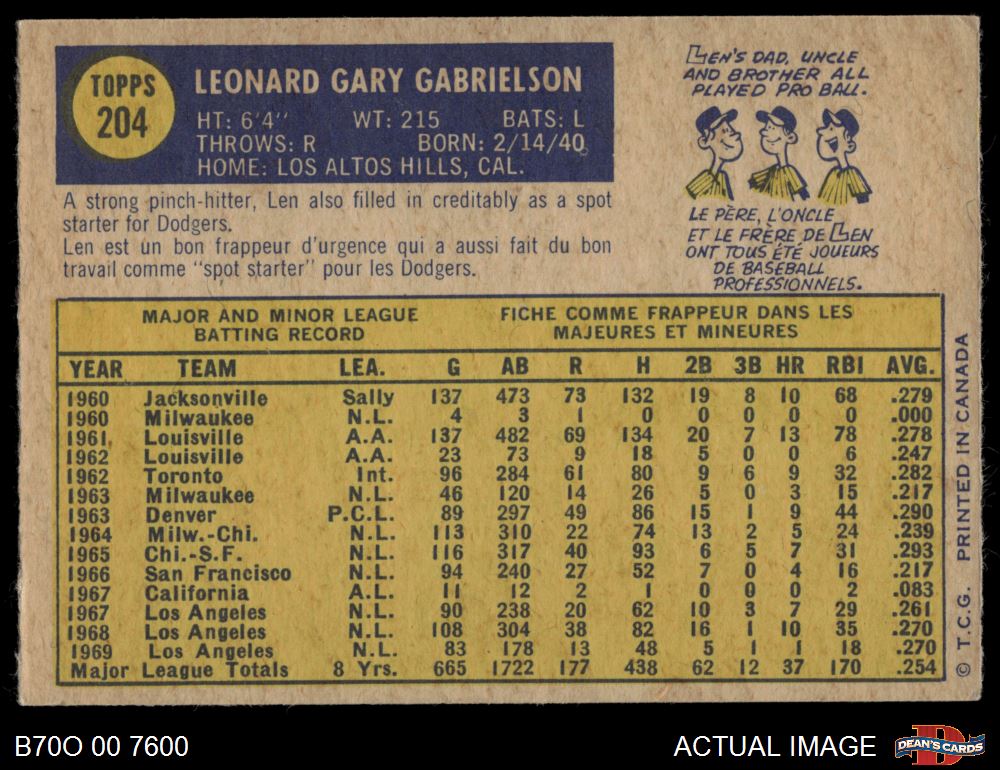 TOPPS
204
LEONARD GARY GABRIELSON
HT: 6'4" WT: 215 BATS: L
THROWS: R BORN: 2/14/40
HOME: LOS ALTOS HILLS, CAL.
A strong pinch-hitter, Len also filled in creditably as a spot
starter for Dodgers.
Len est un bon frappeur d'urgence qui a aussi fait du bon
travail comme "spot starter" pour les Dodgers.
LEN'S DAD, UNCLE
AND BROTHER ALL
PLAYED PRO BALL.
LE PÈRE, L'ONCLE
ET LE FRÈRE DE LEN
ONT TOUS ÉTÉ JOUEURS
DE BASEBALL
PROFESSIONNELS.
MAJOR AND MINOR LEAGUE
BATTING RECORD
FICHE COMME FRAPPEUR DANS LES
MAJEURES ET MINEURES
YEAR TEAM LEA. G AB R H 2B 3B HR RBI AVG.
1960 Jacksonville Sally 137 473 73 132 19 8 10 68 .279
1960 Milwaukee N.L. 4 3 1 0 0 0 0 0 .000
1961 Louisville A.A. 137 482 69 134 20 7 13 78 .278
1962 Louisville A.A. 23 73 9 18 5 0 0 6 .247
1962 Toronto Int. 96 284 61 80 9 6 9 32 .282
1963 Milwaukee N.L. 46 120 14 26 5 0 3 15 .217
1963 Denver P.C.L. 89 297 49 86 15 1 9 44 .290
1964 Milw.-Chi. N.L. 113 310 22 74 13 2 5 24 .239
1965 Chi.-S.F. N.L. 116 317 40 93 6 5 7 31 .293
1966 San Francisco N.L. 94 240 27 52 7 0 4 16 .217
1967 California A.L. 11 12 2 1 0 0 0 2 .083
1967 Los Angeles N.L. 90 238 20 62 10 3 7 29 .261
1968 Los Angeles N.L. 108 304 38 82 16 1 10 35 .270
1969 Los Angeles N.L. 83 178 13 48 5 1 1 18 .270
Major League Totals 8 Yrs. 665 1722 177 438 62 12 37 170 .254
© T.C.G. PRINTED IN CANADA
B70O 00 7600
ACTUAL IMAGE
DEAN'S CARDS